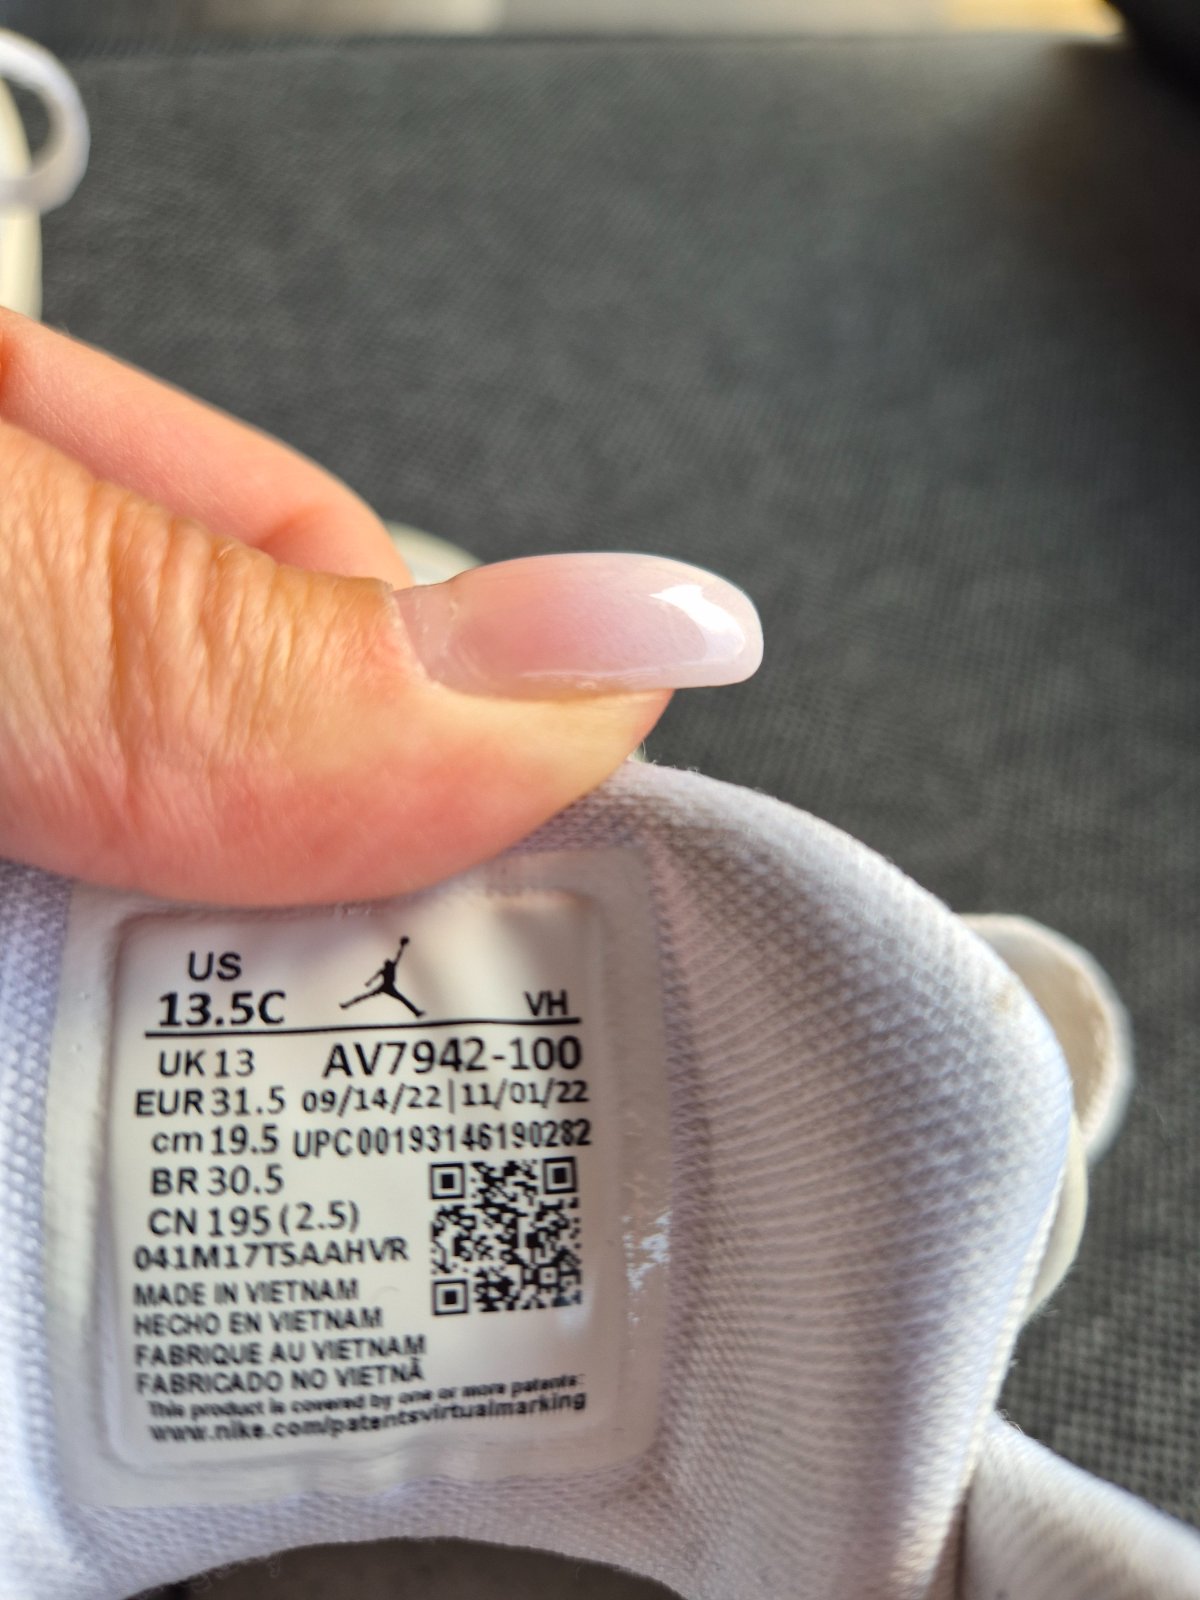 US
13.5C VH
UK 13 AV7942-100
EUR 31.5 09/14/22|11/01/22
cm 19.5 UPC00193146190282
BR 30.5
CN 195 (2.5)
041M17TSAAHVR
MADE IN VIETNAM
HECHO EN VIETNAM
FABRIQUE AU VIETNAM
FABRICADO NO VIETNÃ
This product is covered by one or more patents:
www.nike.com/patentsvirtualmarking